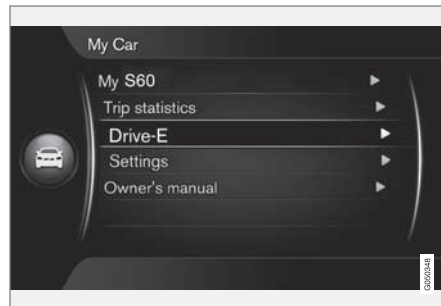 My Car
My S60
Trip statistics
Drive-E
Settings
Owner's manual
G050348